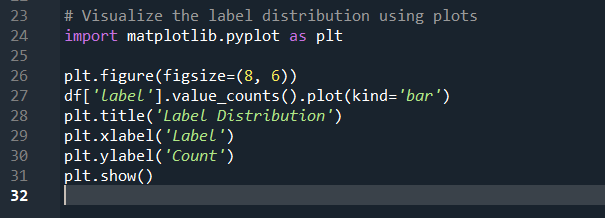 23 # Visualize the label distribution using plots
24 import matplotlib.pyplot as plt
25
26 plt.figure(figsize=(8, 6))
27 df['label'].value_counts().plot(kind='bar')
28 plt.title('Label Distribution')
29 plt.xlabel('Label')
30 plt.ylabel('Count')
31 plt.show()
32